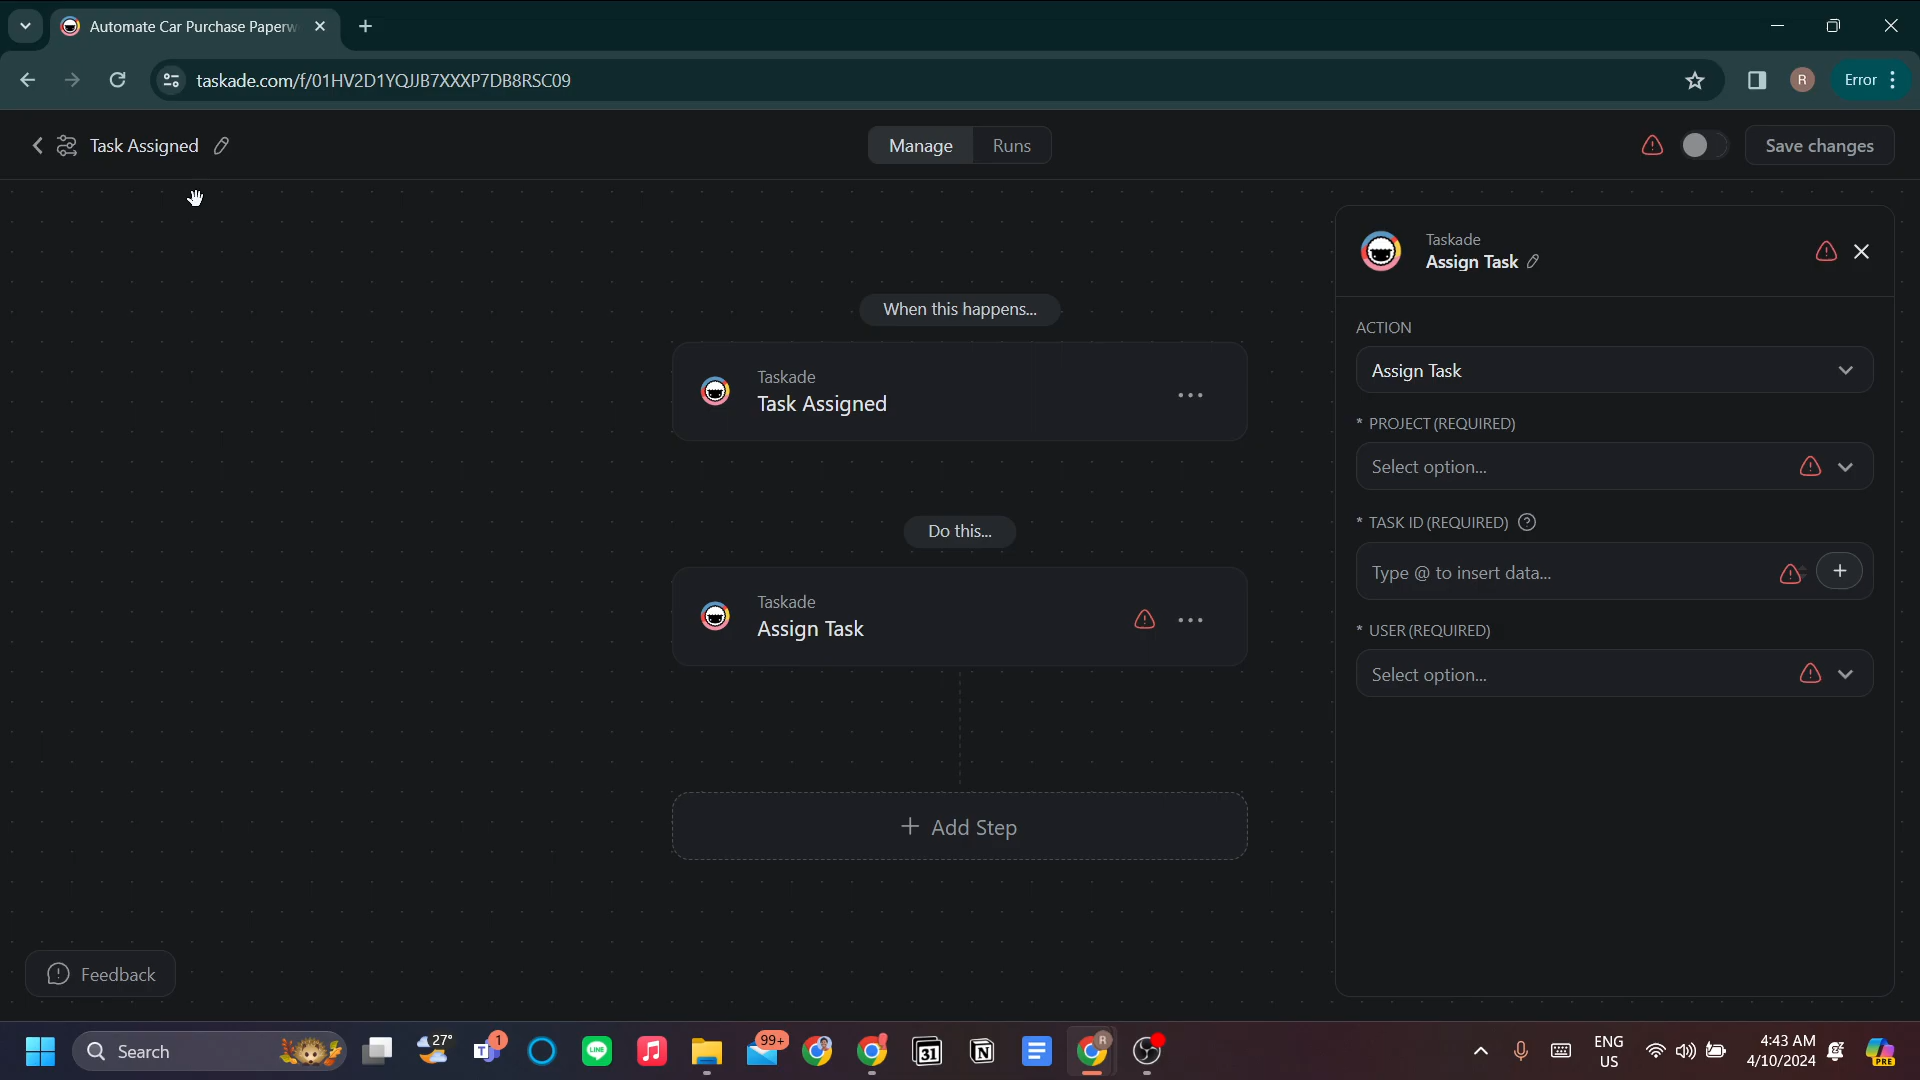 Automate Car Purchase Paperw
taskade.com/f/01HV2D1YQJJB7XXXP7DB8RSC09
R
Error
Task Assigned
Manage
Runs
Save changes
Taskade
Assign Task
When this happens...
ACTION
Taskade
Task Assigned
Assign Task
* PROJECT (REQUIRED)
Select option...
* TASK ID (REQUIRED)
Do this...
Type @ to insert data...
Taskade
Assign Task
* USER (REQUIRED)
Select option...
+ Add Step
Feedback
Search
27°
1
99+
31
ENG
US
4:43 AM
4/10/2024
PRE